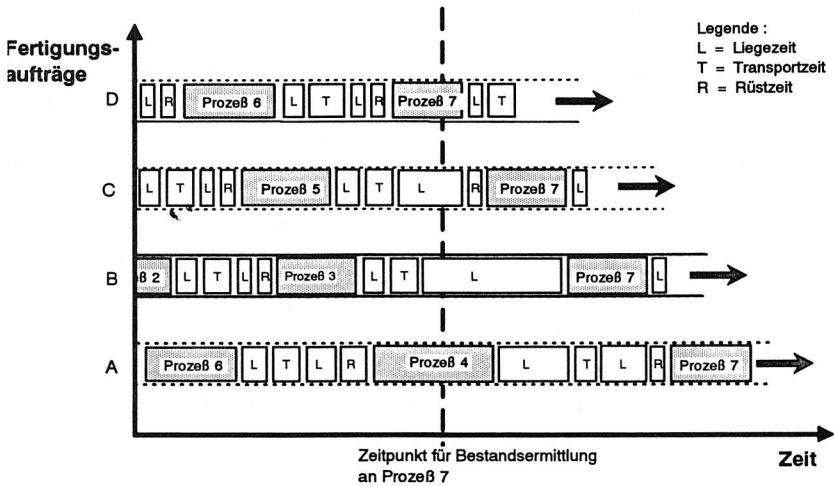 Fertigungs-
aufträge
Legende :
L = Liegezeit
T = Transportzeit
R = Rüstzeit
D
L R Prozeß 6 L T L R Prozeß 7 L T
C
L T L R Prozeß 5 L T L R Prozeß 7 L
B
ß 2 L T L R Prozeß 3 L T L Prozeß 7 L
A
Prozeß 6 L T L R Prozeß 4 L T L R Prozeß 7
Zeitpunkt für Bestandsermittlung
an Prozeß 7
Zeit